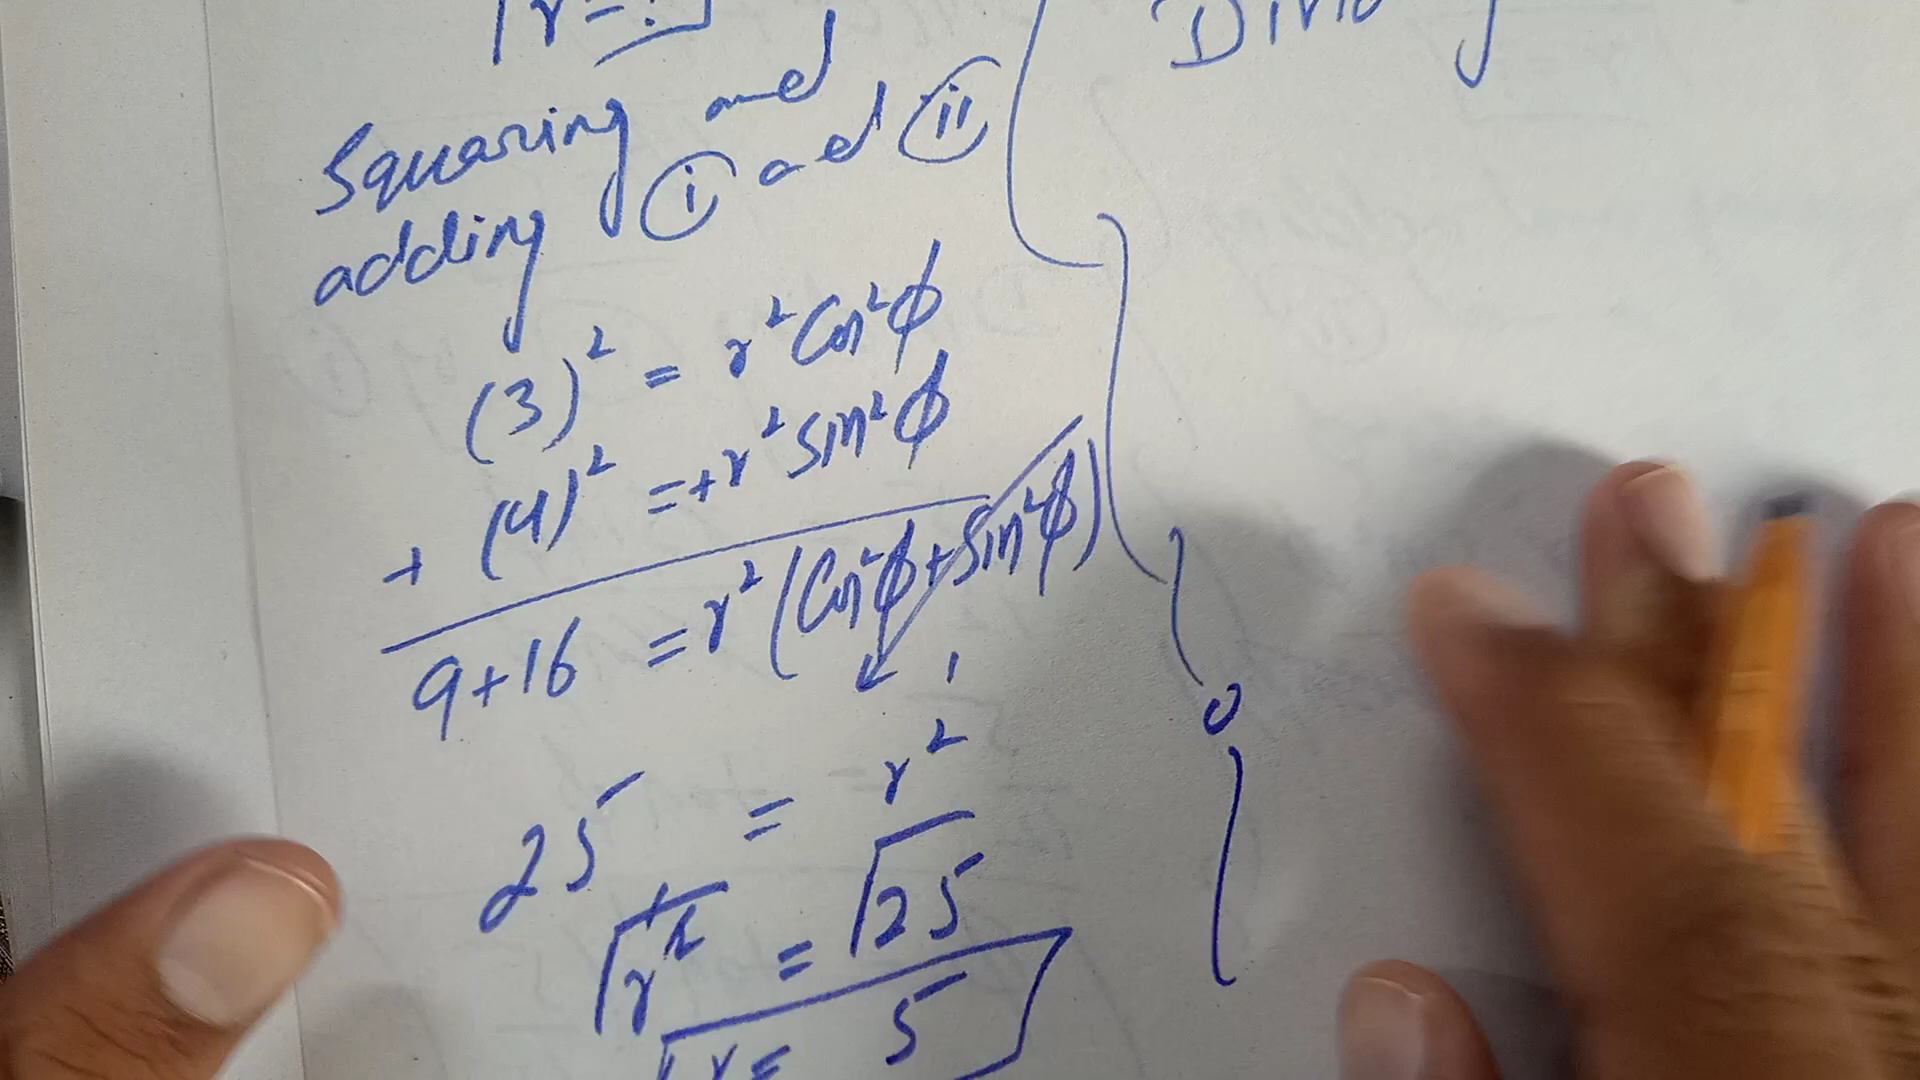 r = ?
Squaring and
adding (i) and (ii)
(3)² = r² Cos²φ
+ (4)² = + r² Sin²φ
9+16 = r² (Cos²φ + Sin²φ)
1
25 = r²
√r² = √25
r = 5